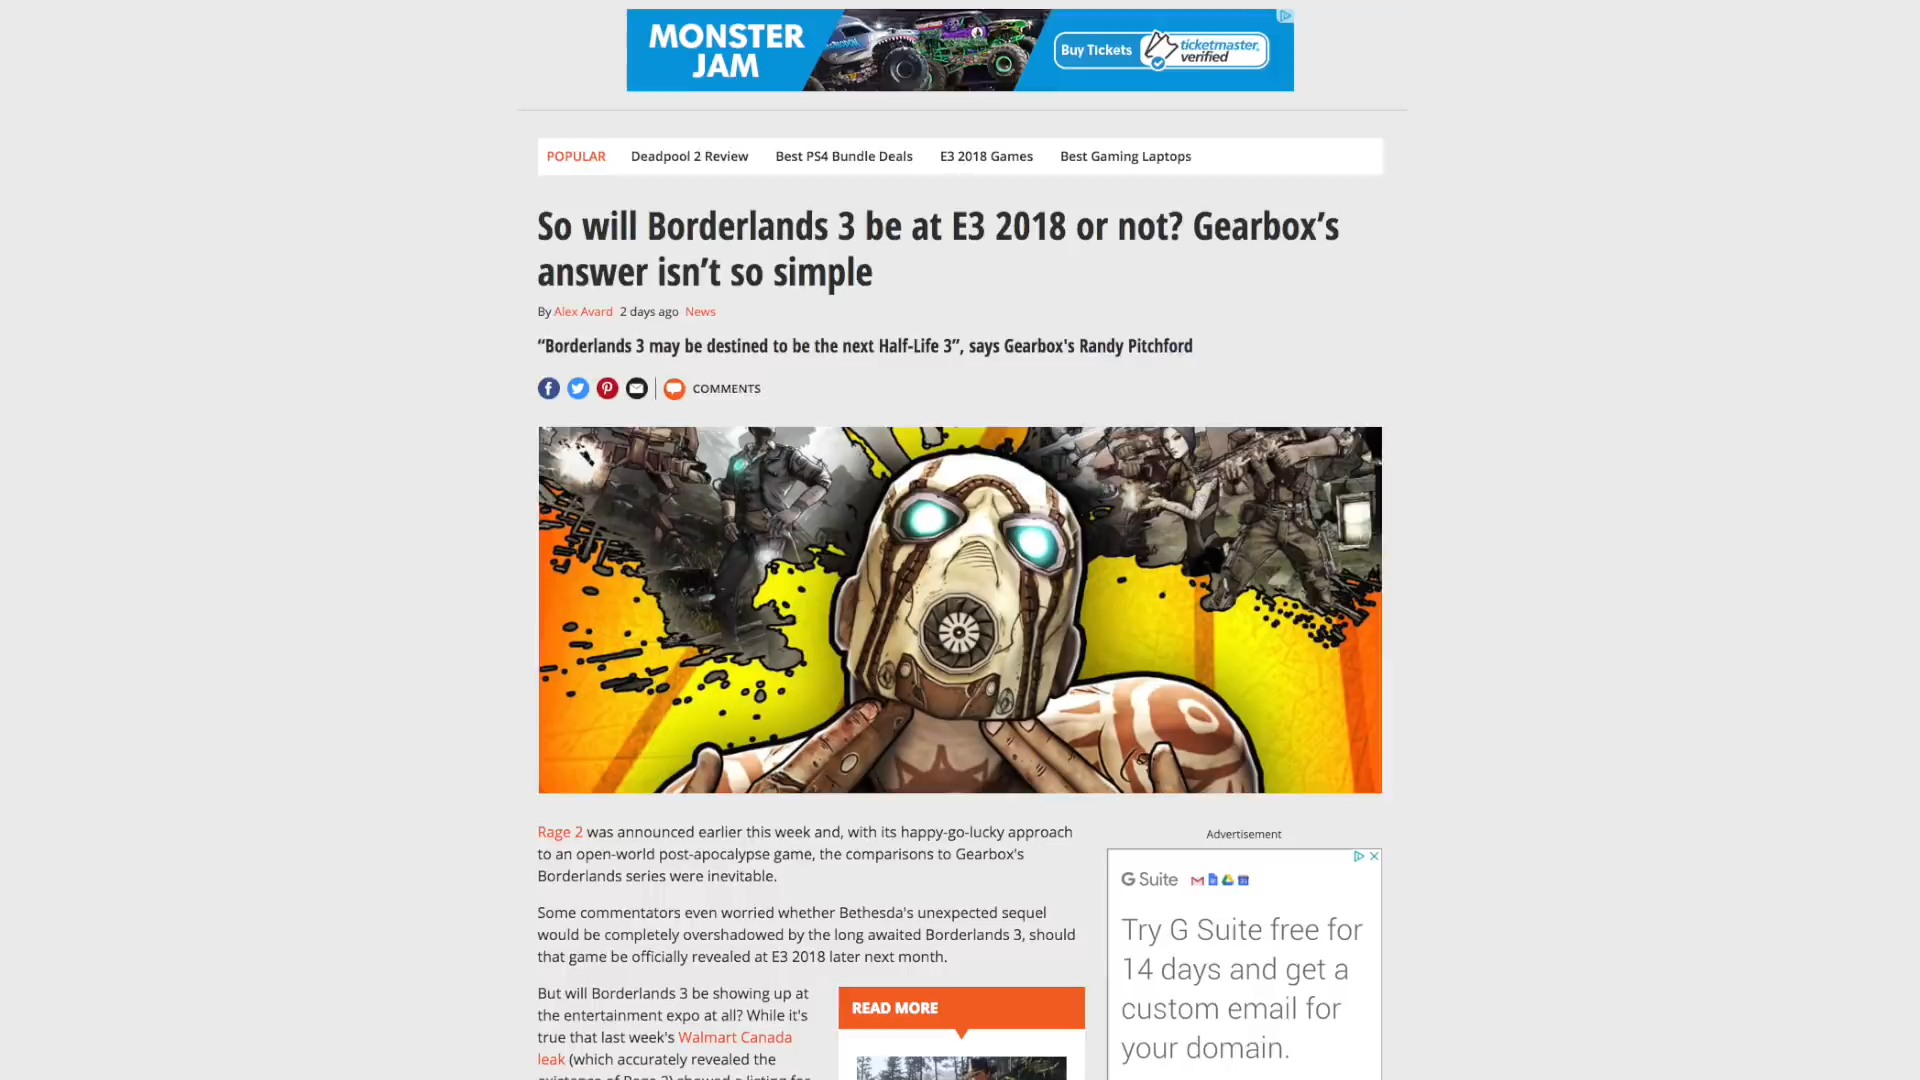 MONSTER
JAM
Buy Tickets
ticketmaster
verified
POPULAR Deadpool 2 Review Best PS4 Bundle Deals E3 2018 Games Best Gaming Laptops
So will Borderlands 3 be at E3 2018 or not? Gearbox’s
answer isn’t so simple
By Alex Avard 2 days ago News
“Borderlands 3 may be destined to be the next Half-Life 3”, says Gearbox's Randy Pitchford
COMMENTS
Rage 2 was announced earlier this week and, with its happy-go-lucky approach
to an open-world post-apocalypse game, the comparisons to Gearbox's
Borderlands series were inevitable.
Some commentators even worried whether Bethesda's unexpected sequel
would be completely overshadowed by the long awaited Borderlands 3, should
that game be officially revealed at E3 2018 later next month.
But will Borderlands 3 be showing up at
the entertainment expo at all? While it's
true that last week's Walmart Canada
leak (which accurately revealed the
READ MORE
Advertisement
G Suite
Try G Suite free for
14 days and get a
custom email for
your domain.